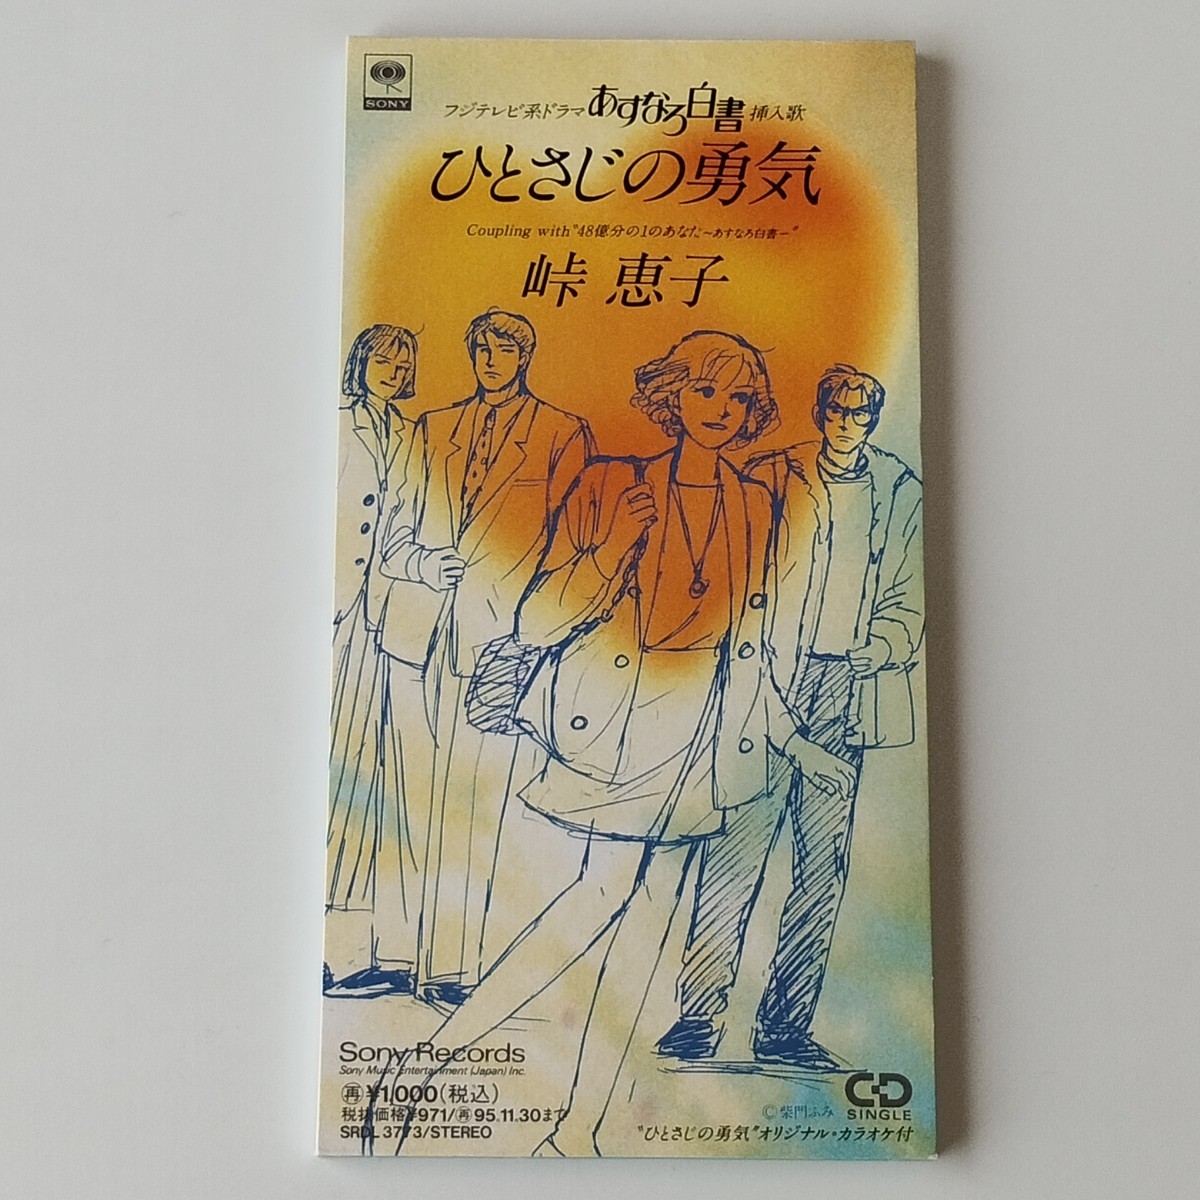 SONY
フジテレビ系ドラマ あすなろ白書 挿入歌
ひとさじの勇気
Coupling with "48億分の1のあなた～あすなろ白書～"
峠 恵子
Sony Records
Sony Music Entertainment (Japan) Inc.
再 ¥1,000(税込)
税抜価格¥971/再95.11.30まで
SRDL 3773/STEREO
CD
SINGLE
©柴門ふみ
"ひとさじの勇気"オリジナル・カラオケ付